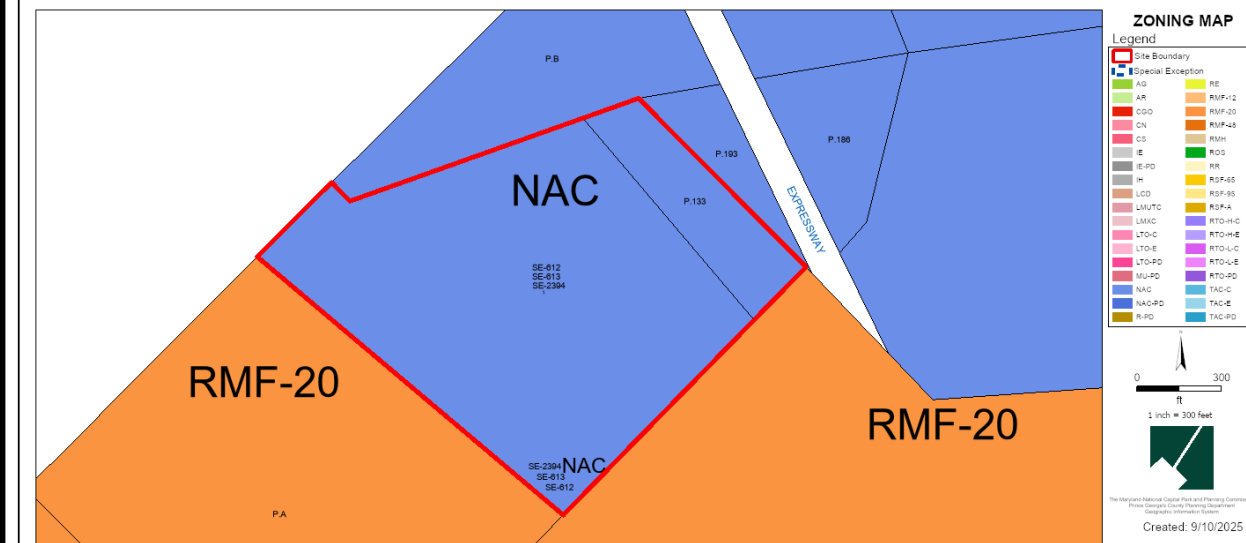 ZONING MAP
Legend
Site Boundary
Special Exception
AG
AR
CGO
CN
CS
IE
IE-PD
IH
LCD
LMUTC
LMXC
LTO-C
LTO-E
LTO-PD
MU-PD
NAC
NAC-PD
R-PD
RE
RMF-12
RMF-20
RMF-48
RMH
ROS
RR
RSF-65
RSF-95
RSF-A
RTO-H-C
RTO-H-E
RTO-L-C
RTO-L-E
RTO-PD
TAC-C
TAC-E
TAC-PD
P.B
P.186
P.193
NAC
P.133
EXPRESSWAY
SE-612
SE-613
SE-2394
1
RMF-20
RMF-20
SE-2394 NAC
SE-613
SE-612
P.A
N
0 300
ft
1 inch = 300 feet
The Maryland-National Capital Park and Planning Commis
Prince George's County Planning Department
Geographic Information System
Created: 9/10/2025